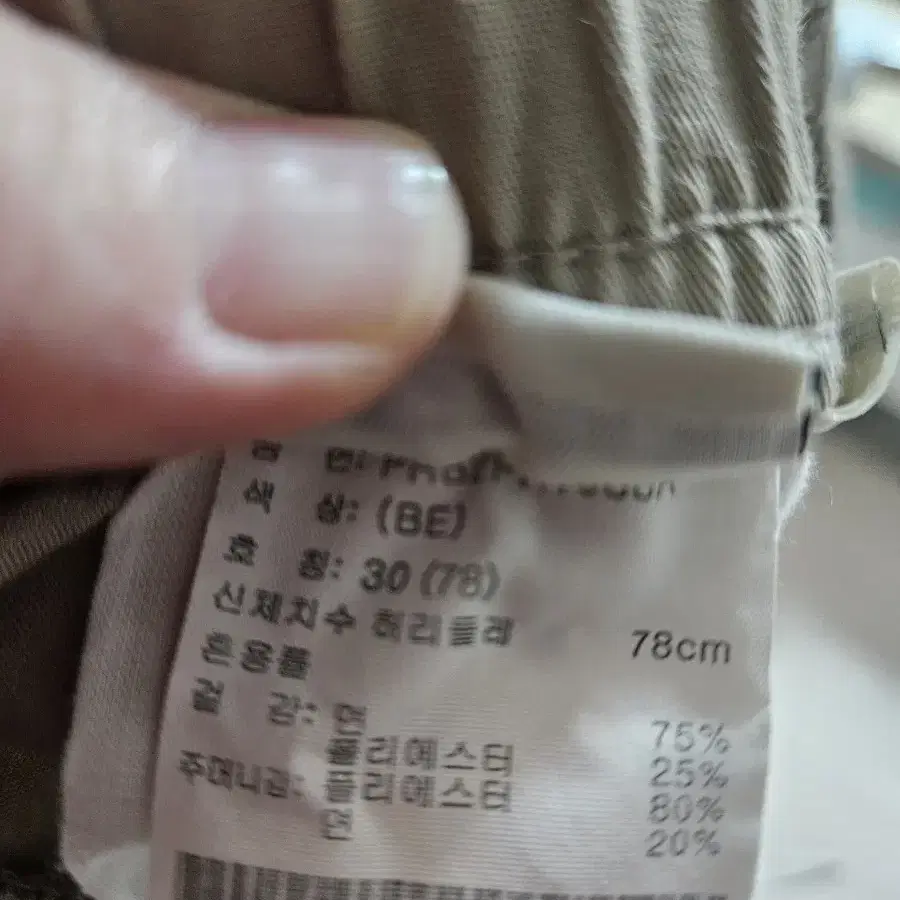 색 상: (BE)
호 칭: 30 (78)
신체치수 허리둘레 78cm
혼용률
겉 감: 면 75%
폴리에스터 25%
주머니감: 폴리에스터 80%
면 20%